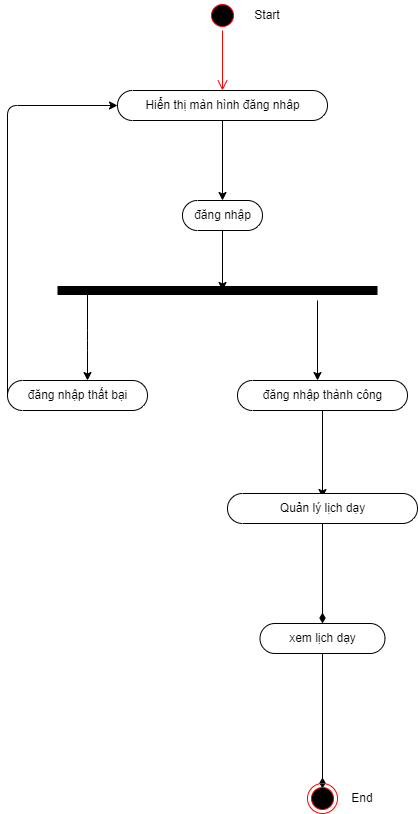 Start
Hiển thị màn hình đăng nhâp
đăng nhập
đăng nhập thất bại
đăng nhập thành công
Quản lý lịch dạy
xem lịch dạy
End